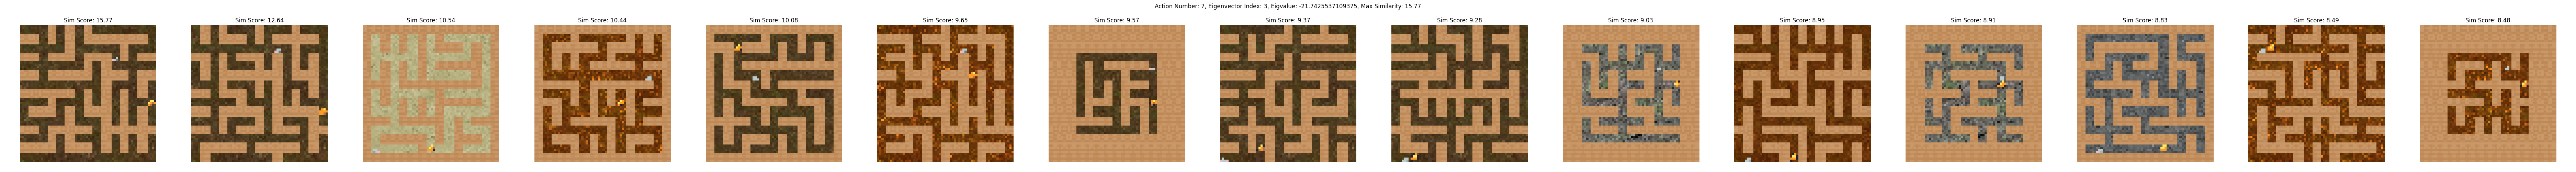 Action Number: 7, Eigenvector Index: 3, Eigvalue: -21.7425537109375, Max Similarity: 15.77
Sim Score: 15.77
Sim Score: 12.64
Sim Score: 10.54
Sim Score: 10.44
Sim Score: 10.08
Sim Score: 9.65
Sim Score: 9.57
Sim Score: 9.37
Sim Score: 9.28
Sim Score: 9.03
Sim Score: 8.95
Sim Score: 8.91
Sim Score: 8.83
Sim Score: 8.49
Sim Score: 8.48